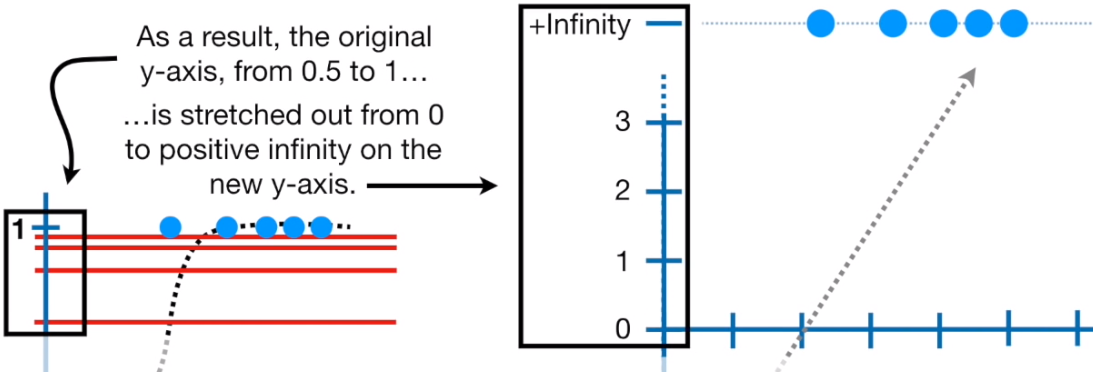 As a result, the original
y-axis, from 0.5 to 1…
…is stretched out from 0
to positive infinity on the
new y-axis.
1
+Infinity
3
2
1
0